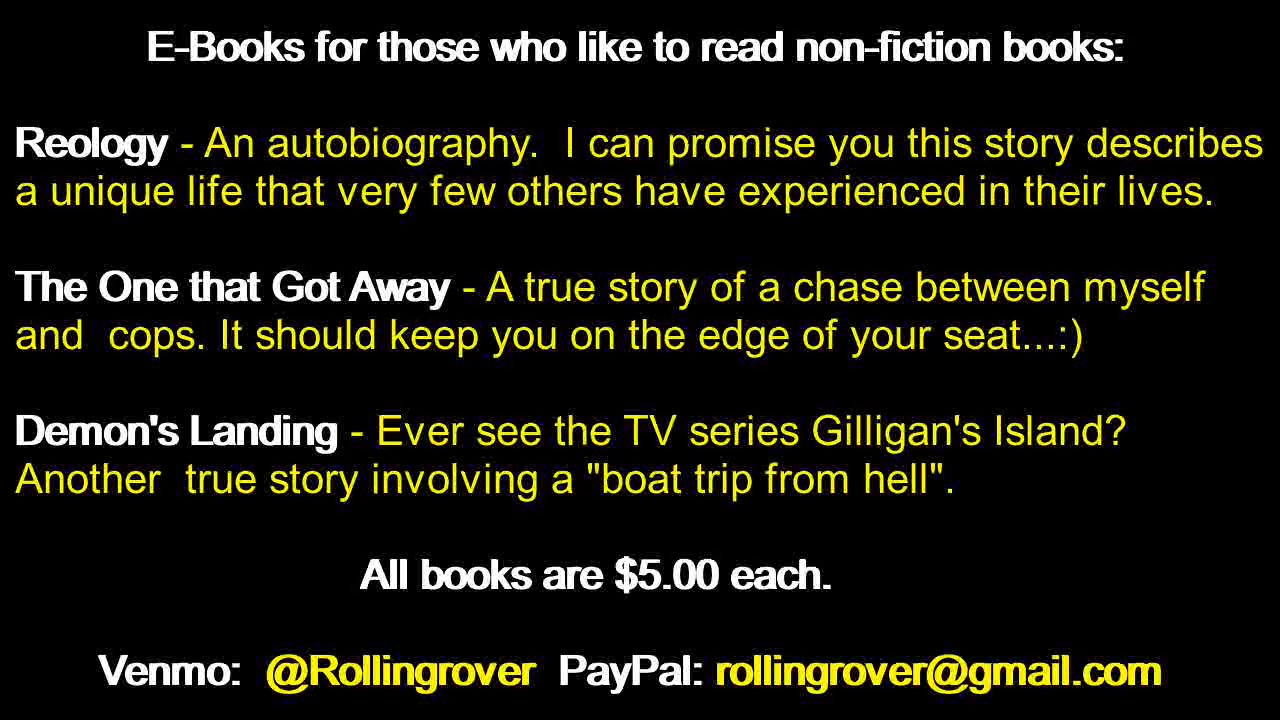 E-Books for those who like to read non-fiction books:
Reology - An autobiography.  I can promise you this story describes
a unique life that very few others have experienced in their lives.
The One that Got Away - A true story of a chase between myself
and  cops. It should keep you on the edge of your seat...:)
Demon's Landing - Ever see the TV series Gilligan's Island?
Another  true story involving a "boat trip from hell".
All books are $5.00 each.
Venmo:  @Rollingrover  PayPal: rollingrover@gmail.com